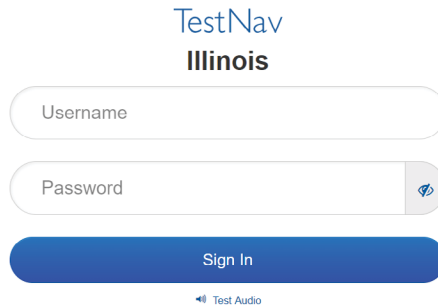 TestNav
Illinois
Username
Password
Sign In
Test Audio